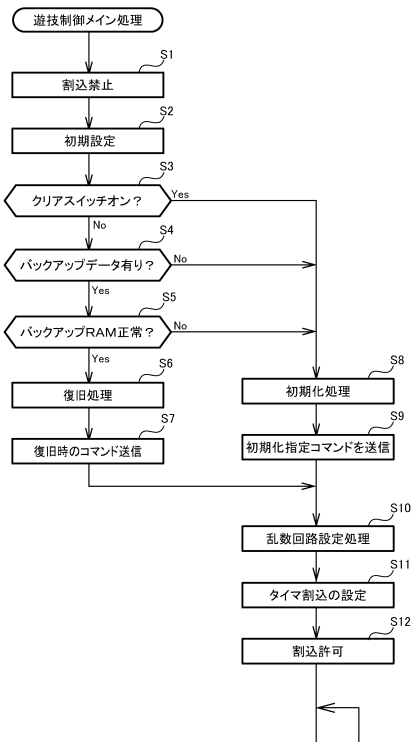 遊技制御メイン処理
S1
割込禁止
S2
初期設定
S3
クリアスイッチオン？
Yes
No
S4
バックアップデータ有り？
No
Yes
S5
バックアップRAM正常？
No
Yes
S6
復旧処理
S7
復旧時のコマンド送信
S8
初期化処理
S9
初期化指定コマンドを送信
S10
乱数回路設定処理
S11
タイマ割込の設定
S12
割込許可